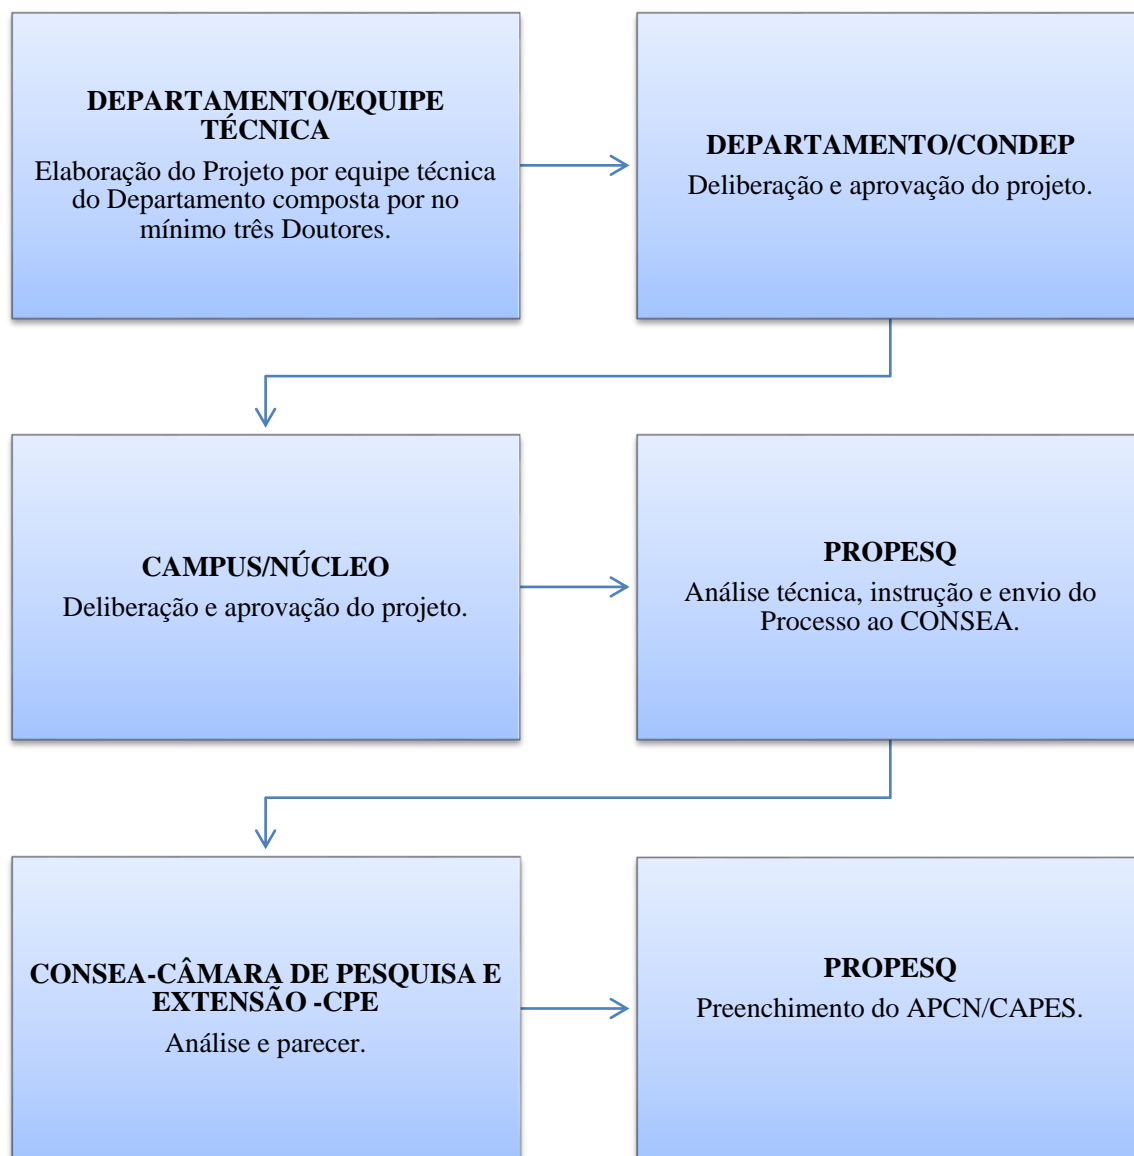 DEPARTAMENTO/EQUIPE
TÉCNICA
Elaboração do Projeto por equipe técnica
do Departamento composta por no
mínimo três Doutores.
DEPARTAMENTO/CONDEP
Deliberação e aprovação do projeto.
CAMPUS/NÚCLEO
Deliberação e aprovação do projeto.
PROPESQ
Análise técnica, instrução e envio do
Processo ao CONSEA.
CONSEA-CÂMARA DE PESQUISA E
EXTENSÃO -CPE
Análise e parecer.
PROPESQ
Preenchimento do APCN/CAPES.